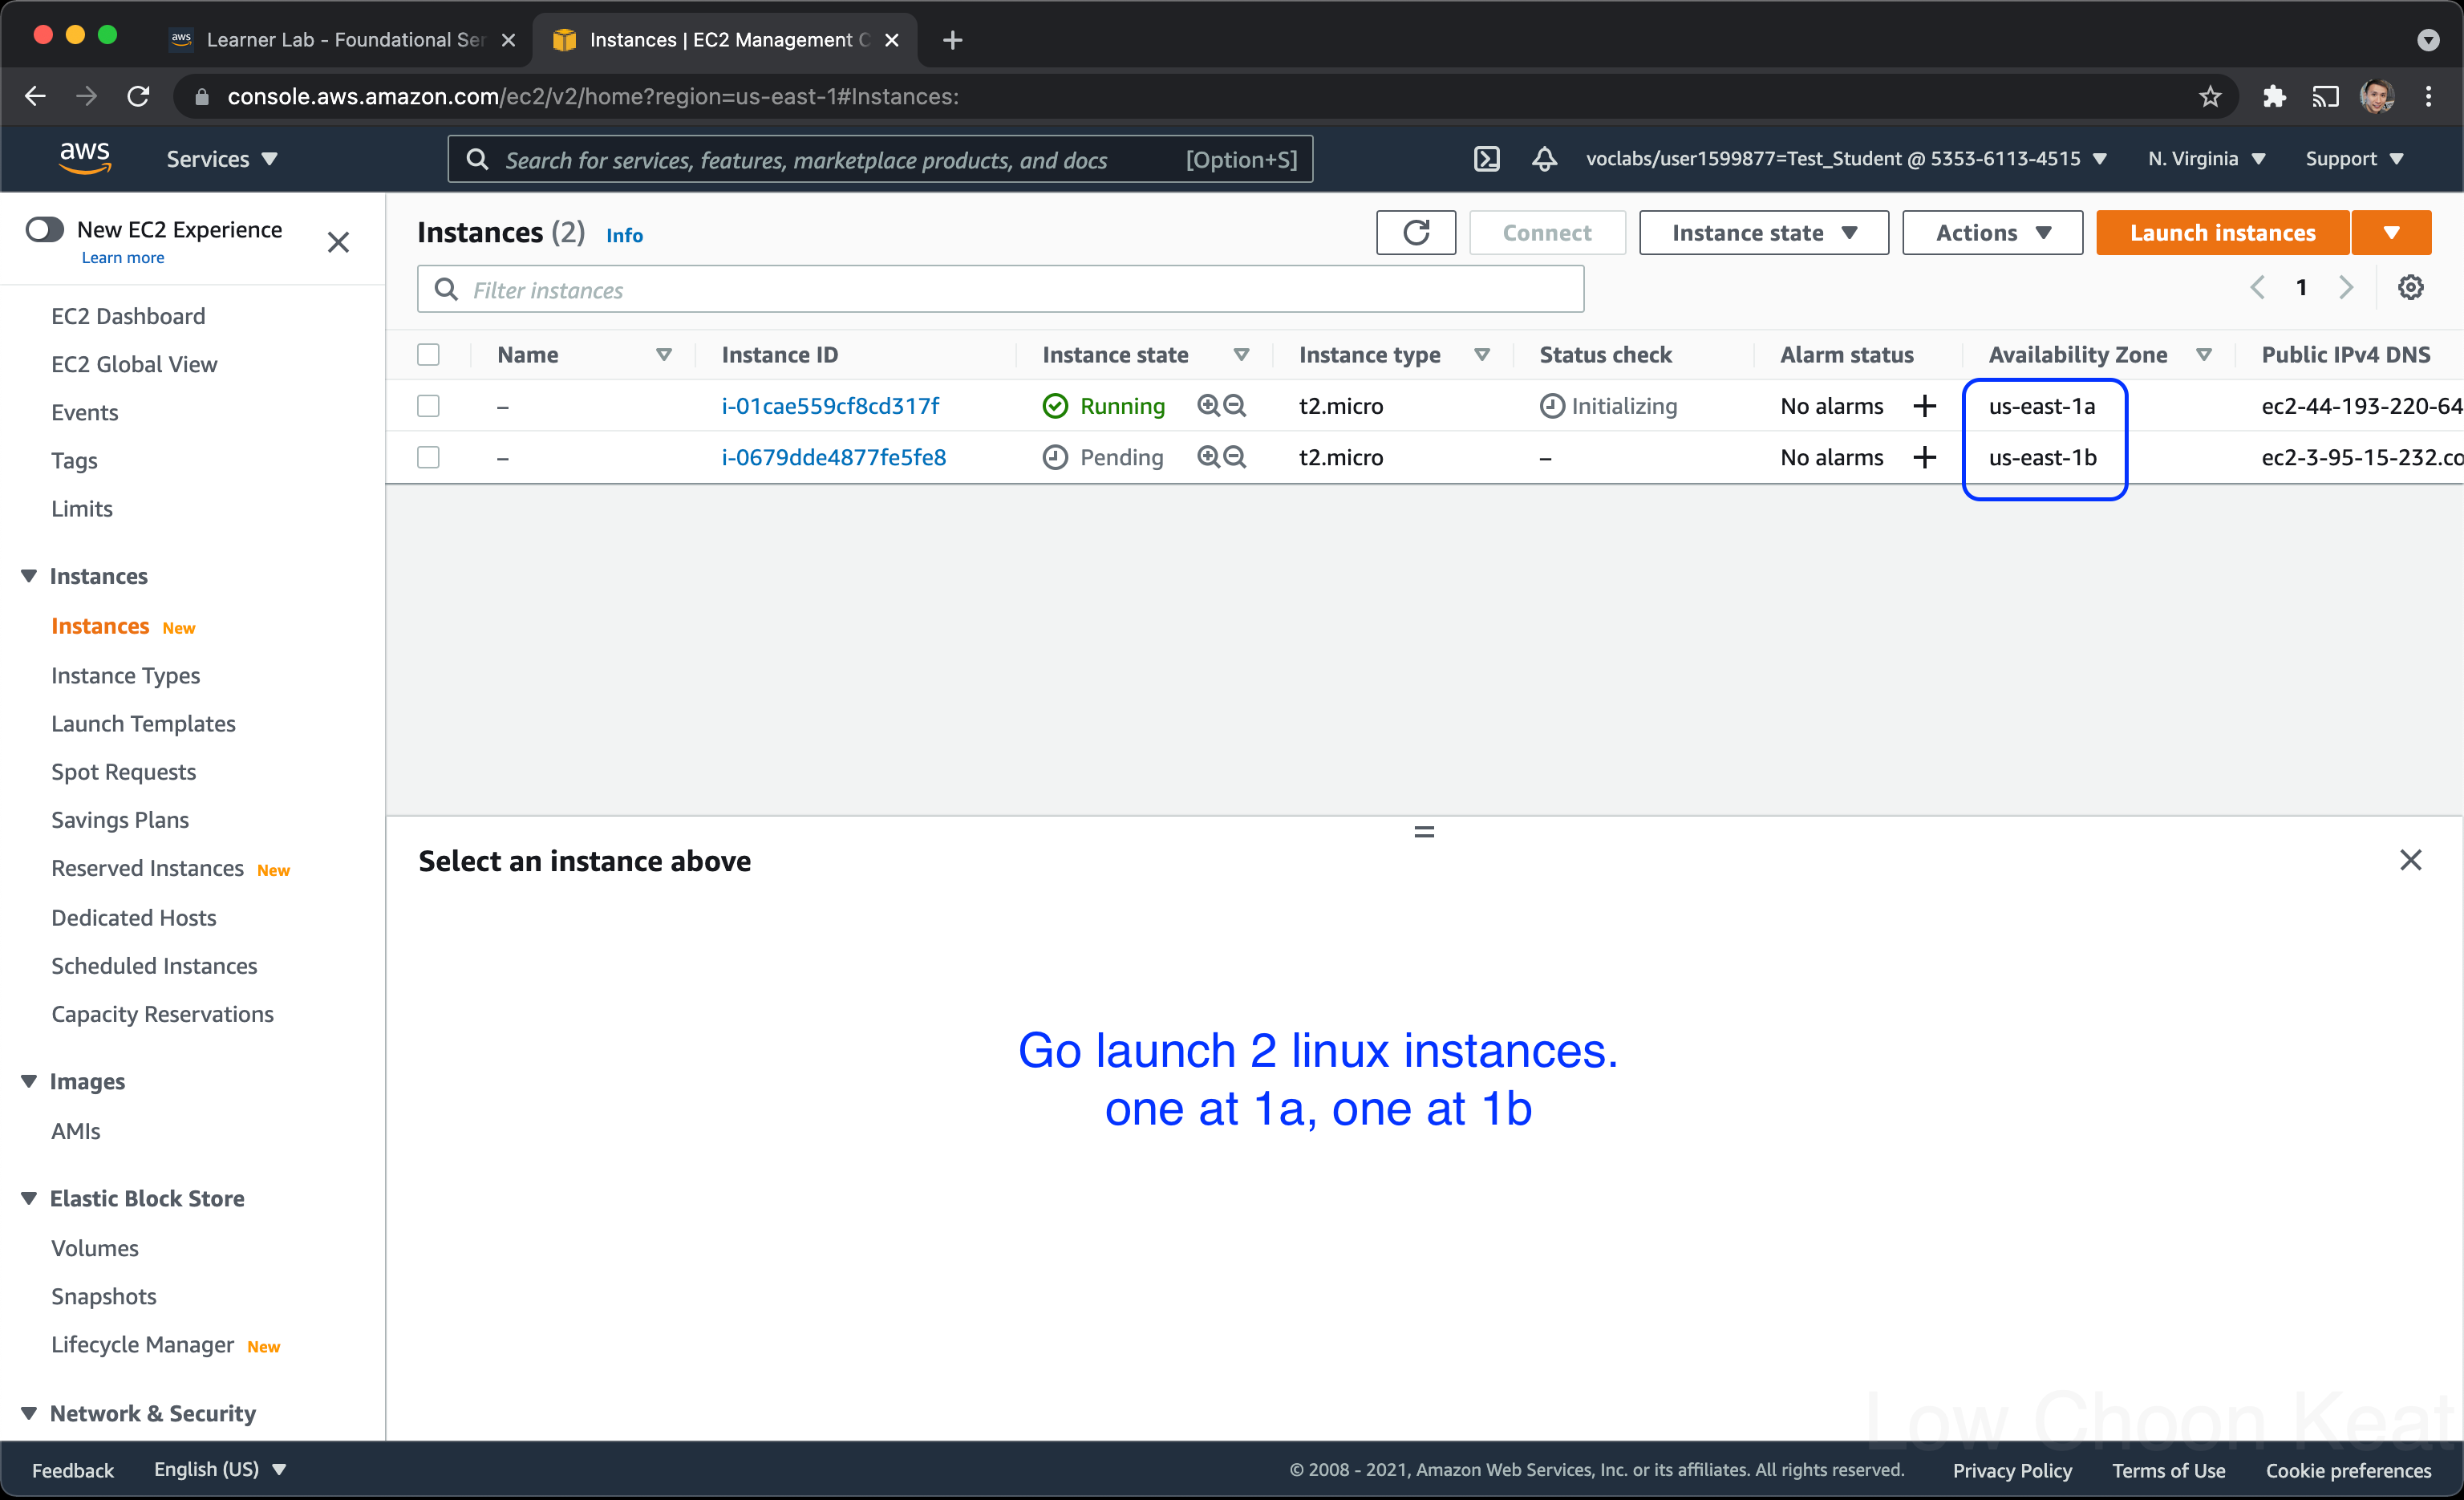 aws Learner Lab - Foundational Ser
Instances | EC2 Management C
console.aws.amazon.com/ec2/v2/home?region=us-east-1#Instances:
aws Services Search for services, features, marketplace products, and docs [Option+S] voclabs/user1599877=Test_Student @ 5353-6113-4515 N. Virginia Support
New EC2 Experience
Learn more
EC2 Dashboard
EC2 Global View
Events
Tags
Limits
Instances
Instances New
Instance Types
Launch Templates
Spot Requests
Savings Plans
Reserved Instances New
Dedicated Hosts
Scheduled Instances
Capacity Reservations
Images
AMIs
Elastic Block Store
Volumes
Snapshots
Lifecycle Manager New
Network & Security
Instances (2) Info Connect Instance state Actions Launch instances
Filter instances 1
Name Instance ID Instance state Instance type Status check Alarm status Availability Zone Public IPv4 DNS
– i-01cae559cf8cd317f Running t2.micro Initializing No alarms + us-east-1a ec2-44-193-220-64
– i-0679dde4877fe5fe8 Pending t2.micro – No alarms + us-east-1b ec2-3-95-15-232.co
Select an instance above
Go launch 2 linux instances.
one at 1a, one at 1b
Low Choon Keat
Feedback English (US) © 2008 - 2021, Amazon Web Services, Inc. or its affiliates. All rights reserved. Privacy Policy Terms of Use Cookie preferences